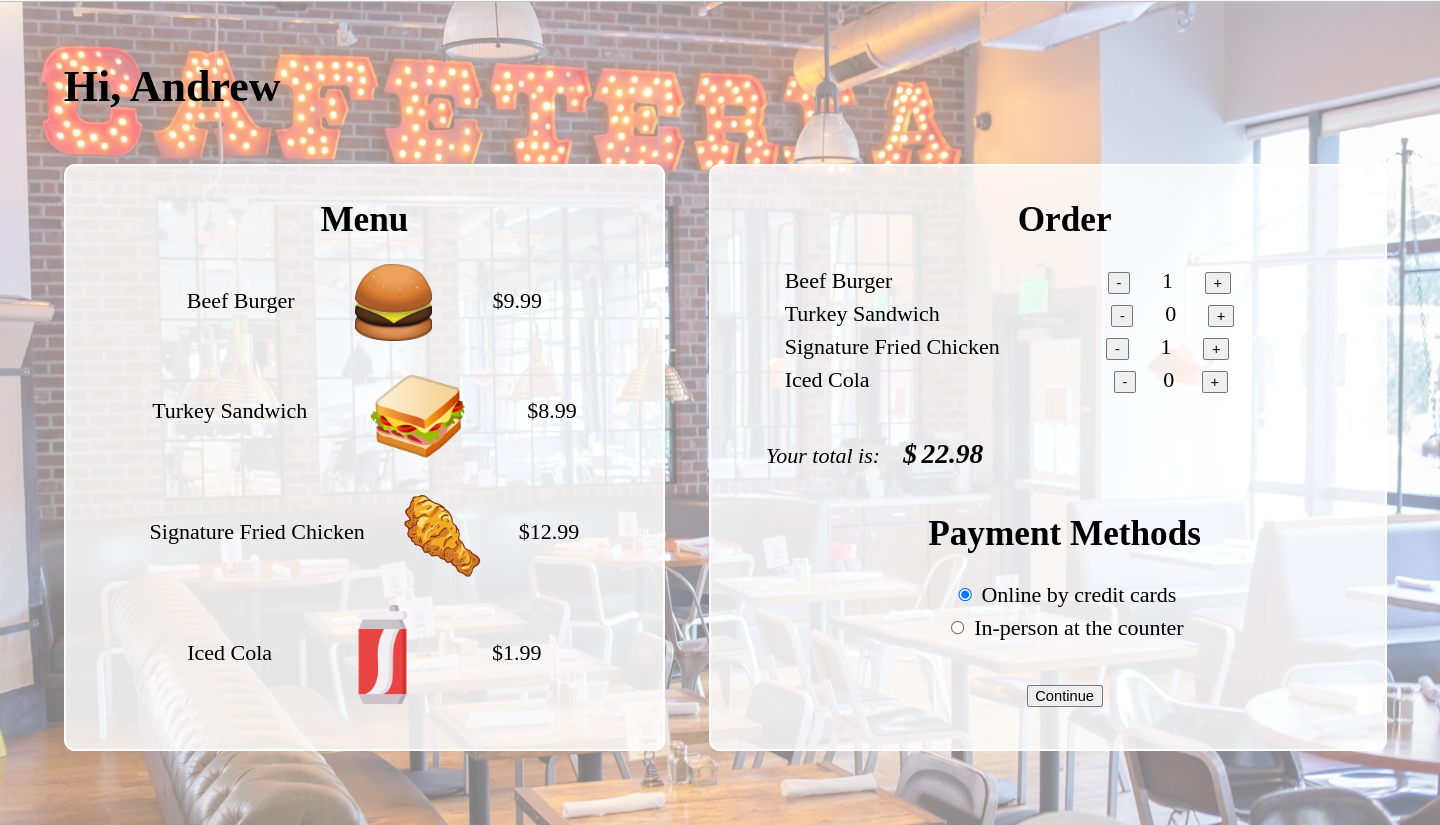 CAFETERIA
Hi, Andrew
Menu
Beef Burger $9.99
Turkey Sandwich $8.99
Signature Fried Chicken $12.99
Iced Cola $1.99
Order
Beef Burger - 1 +
Turkey Sandwich - 0 +
Signature Fried Chicken - 1 +
Iced Cola - 0 +
Your total is: $ 22.98
Payment Methods
Online by credit cards
In-person at the counter
Continue